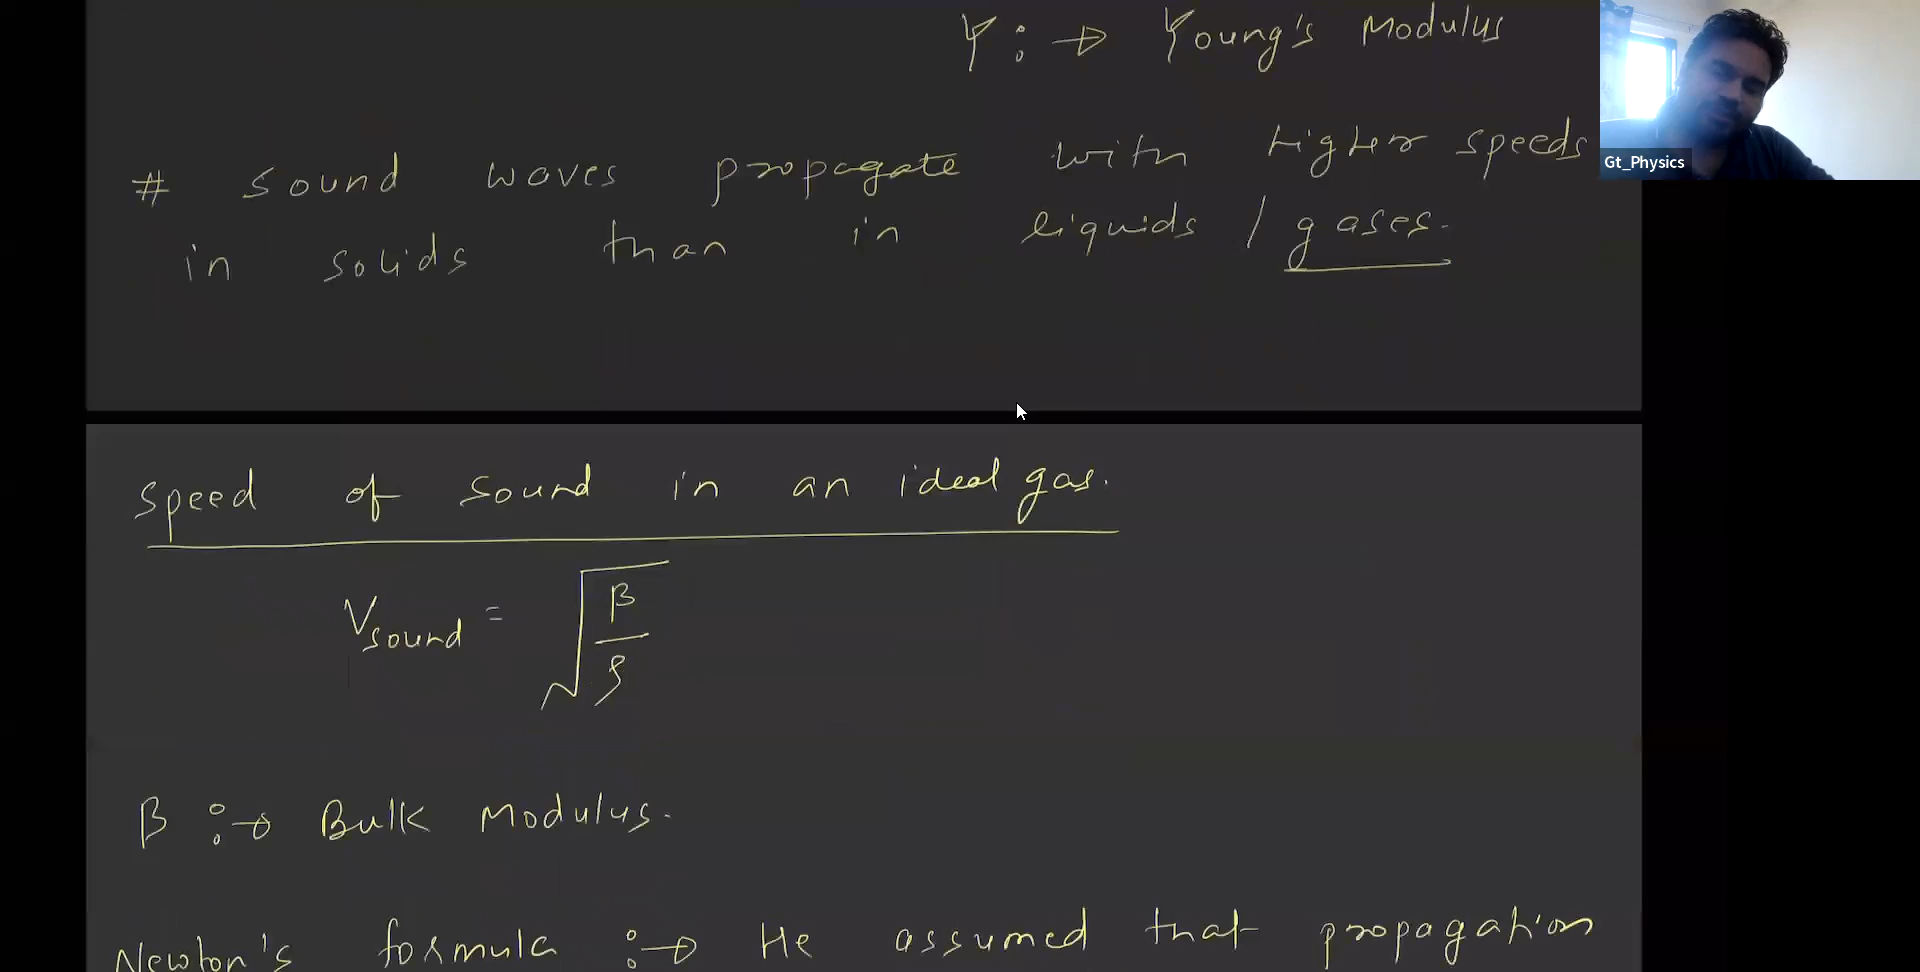 Y : → Young's Modulus
Gt_Physics
# sound waves propagate with higher speeds
in solids than in liquids / gases.
speed of sound in an ideal gas.
Vsound = √(β/ρ)
β : → Bulk Modulus.
Newton's formula : → He assumed that propagation